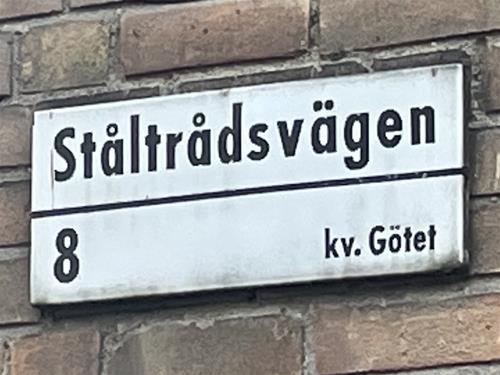 Ståltrådsvägen
8
kv. Götet